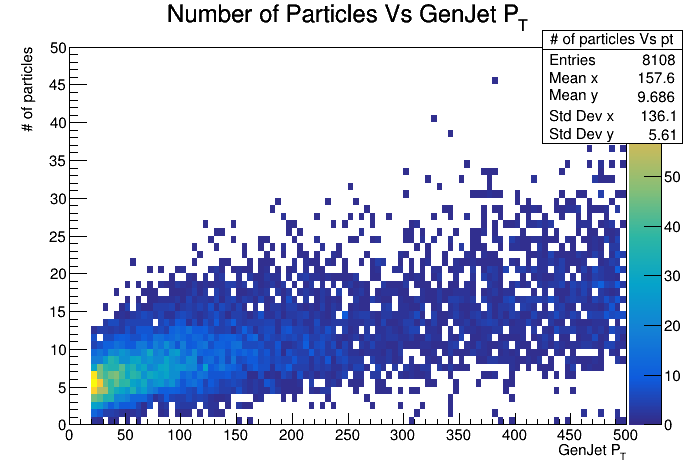 Number of Particles Vs GenJet P_T
# of particles Vs pt
Entries 8108
Mean x 157.6
Mean y 9.686
Std Dev x 136.1
Std Dev y 5.61
# of particles
50
45
40
35
30
25
20
15
10
5
0
50
40
30
20
10
0
0 50 100 150 200 250 300 350 400 450 500
GenJet P_T